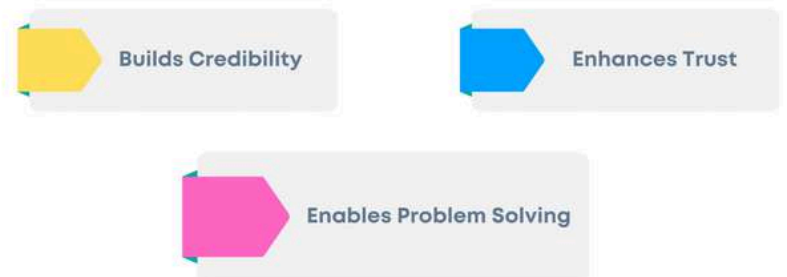 Builds Credibility
Enhances Trust
Enables Problem Solving